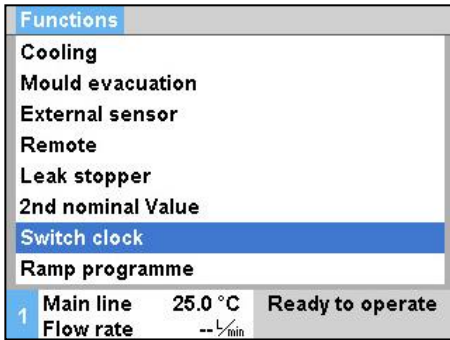 Functions
Cooling
Mould evacuation
External sensor
Remote
Leak stopper
2nd nominal Value
Switch clock
Ramp programme
1 Main line 25.0 °C Ready to operate
Flow rate -- L/min